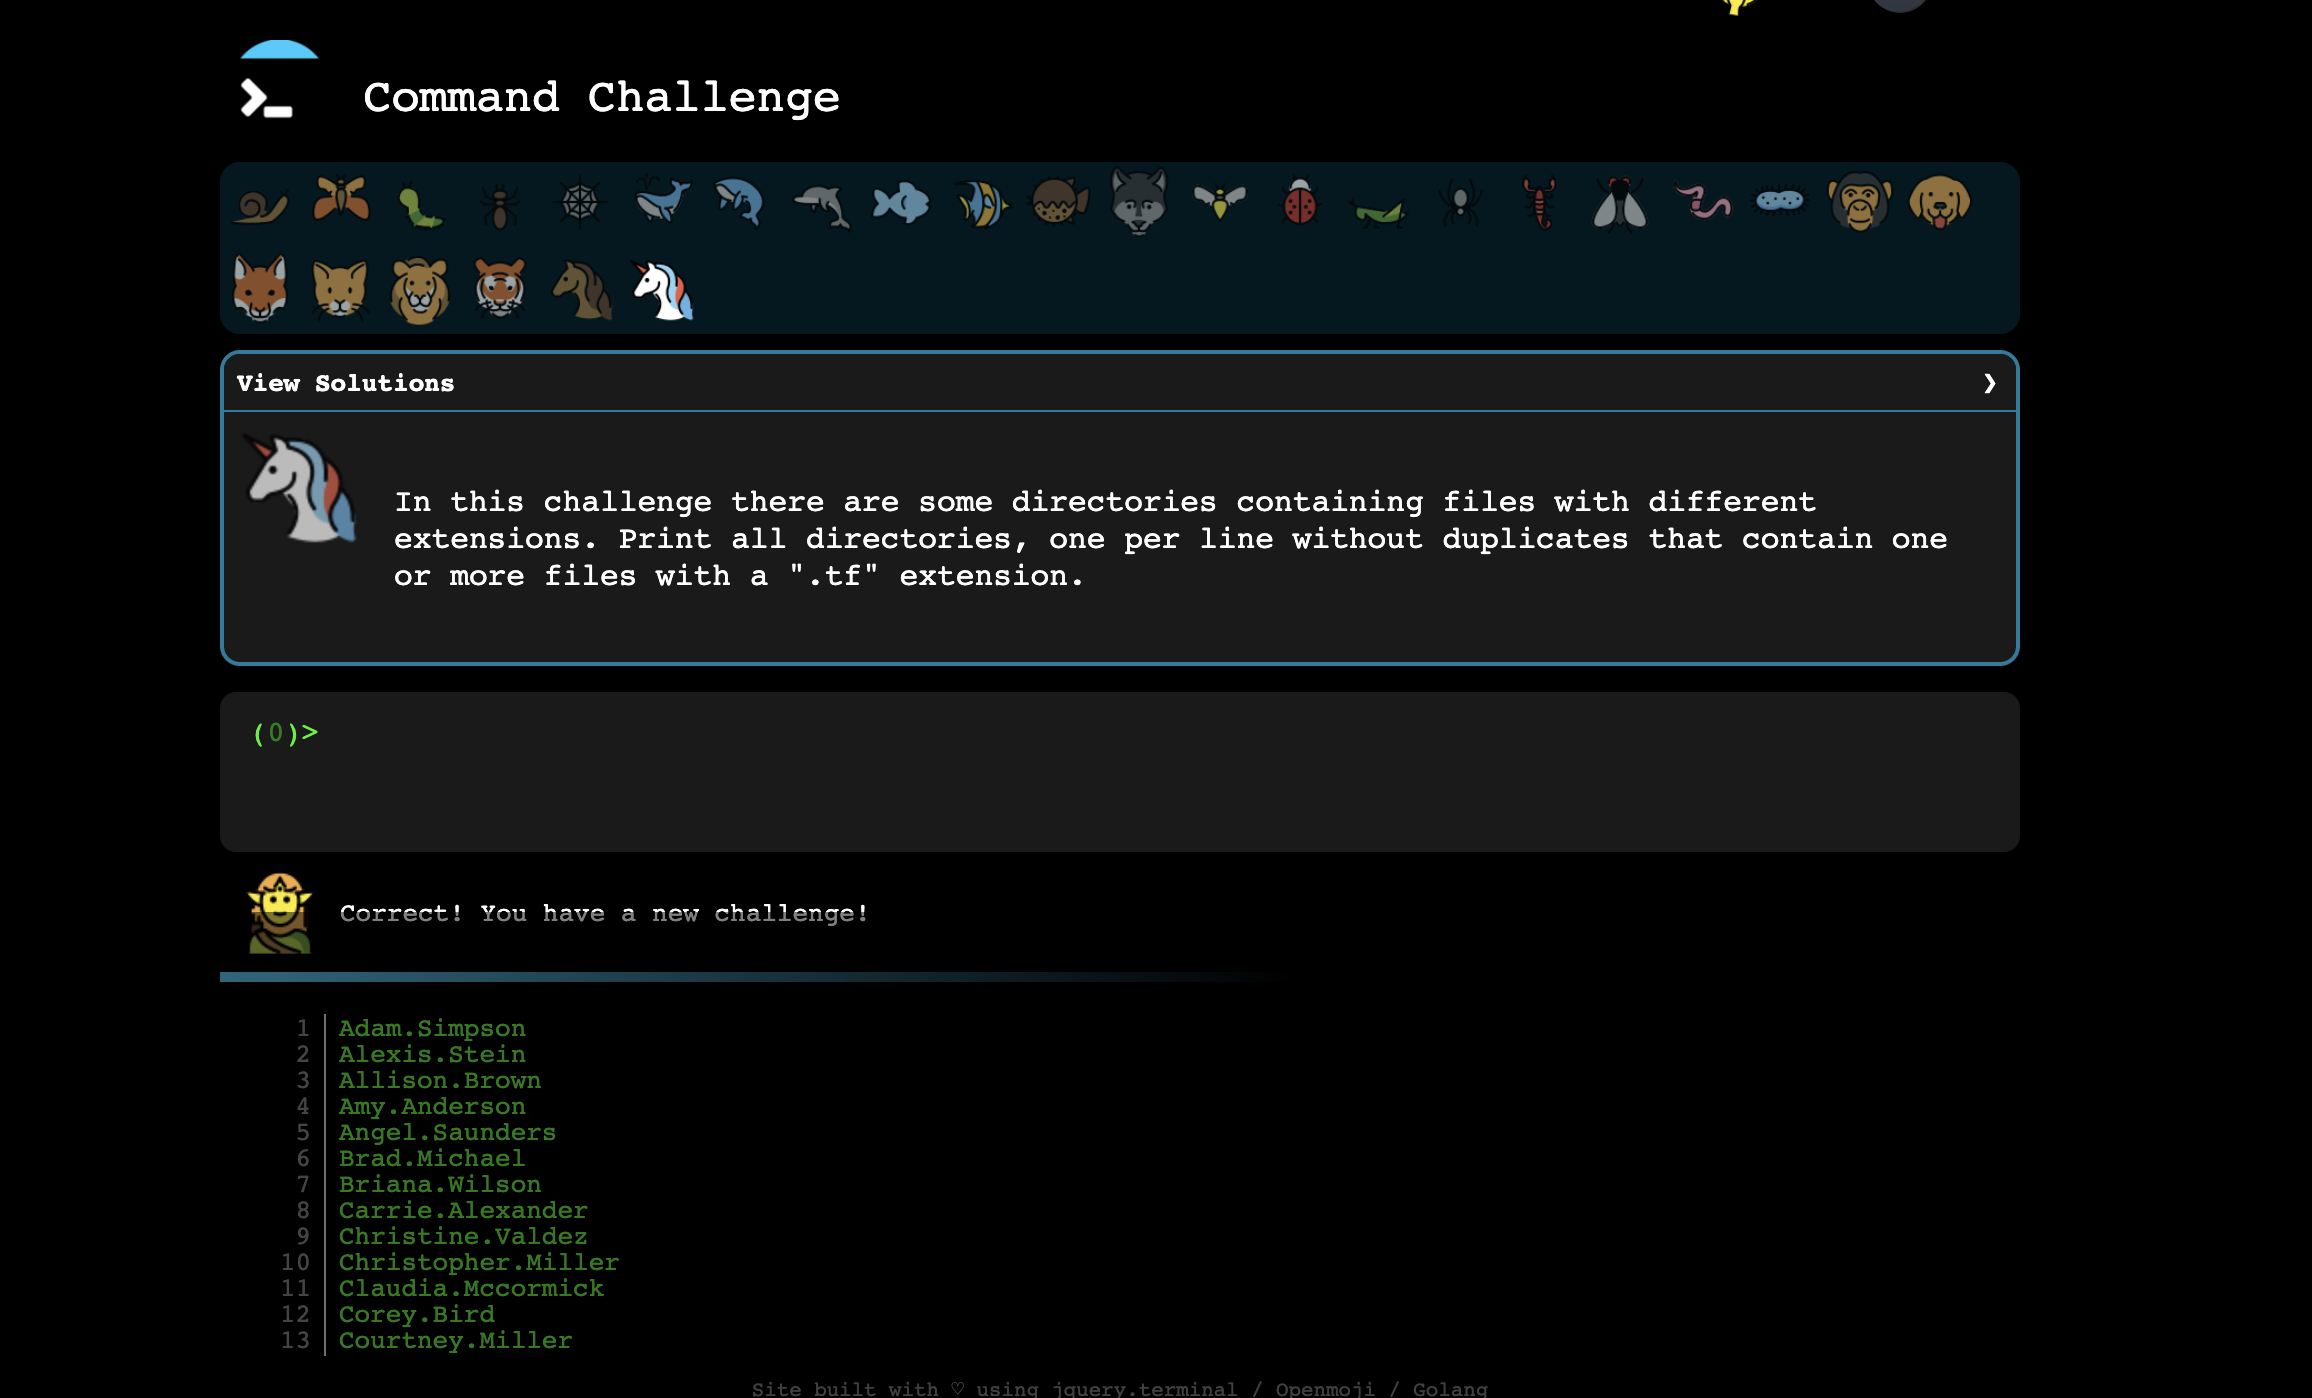 Command Challenge
View Solutions ❯
In this challenge there are some directories containing files with different
extensions. Print all directories, one per line without duplicates that contain one
or more files with a ".tf" extension.
(0)>
Correct! You have a new challenge!
1 Adam.Simpson
2 Alexis.Stein
3 Allison.Brown
4 Amy.Anderson
5 Angel.Saunders
6 Brad.Michael
7 Briana.Wilson
8 Carrie.Alexander
9 Christine.Valdez
10 Christopher.Miller
11 Claudia.Mccormick
12 Corey.Bird
13 Courtney.Miller
Site built with ♡ using jquery.terminal / Openmoji / Golang